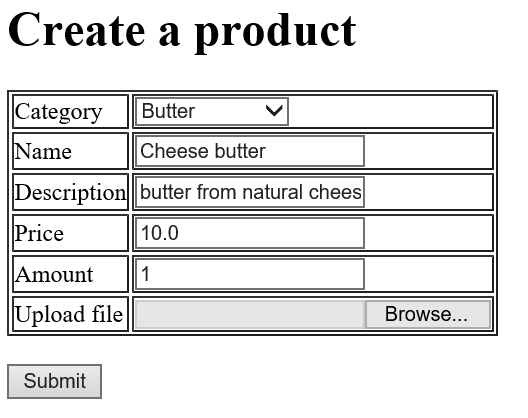 Create a product
Category Butter
Name Cheese butter
Description butter from natural chees
Price 10.0
Amount 1
Upload file Browse...
Submit